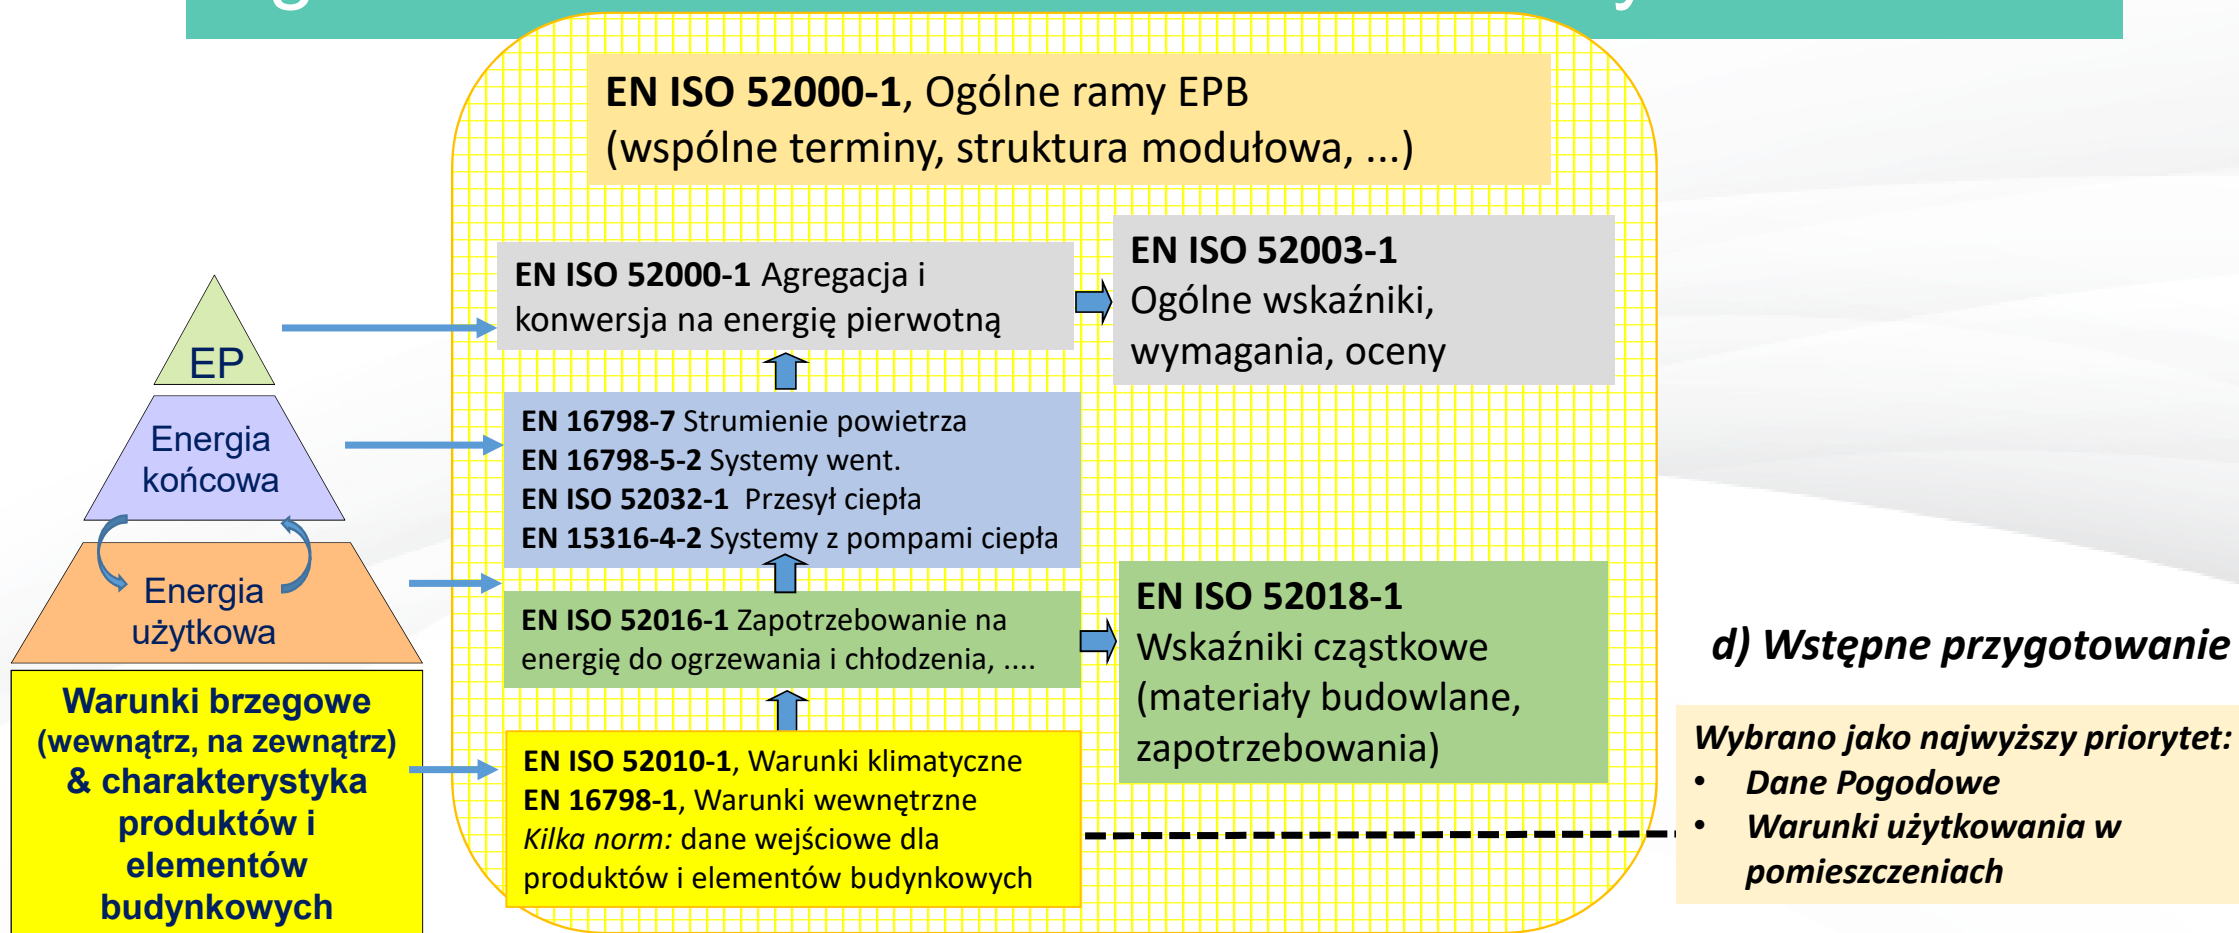 EN ISO 52000-1, Ogólne ramy EPB
(wspólne terminy, struktura modułowa, ...)
EN ISO 52000-1 Agregacja i
konwersja na energię pierwotną
EN ISO 52003-1
Ogólne wskaźniki,
wymagania, oceny
EP
Energia
końcowa
EN 16798-7 Strumienie powietrza
EN 16798-5-2 Systemy went.
EN ISO 52032-1 Przesył ciepła
EN 15316-4-2 Systemy z pompami ciepła
Energia
użytkowa
EN ISO 52016-1 Zapotrzebowanie na
energię do ogrzewania i chłodzenia, ....
EN ISO 52018-1
Wskaźniki cząstkowe
(materiały budowlane,
zapotrzebowania)
Warunki brzegowe
(wewnątrz, na zewnątrz)
& charakterystyka
produktów i
elementów
budynkowych
EN ISO 52010-1, Warunki klimatyczne
EN 16798-1, Warunki wewnętrzne
Kilka norm: dane wejściowe dla
produktów i elementów budynkowych
d) Wstępne przygotowanie
Wybrano jako najwyższy priorytet:
• Dane Pogodowe
• Warunki użytkowania w
pomieszczeniach